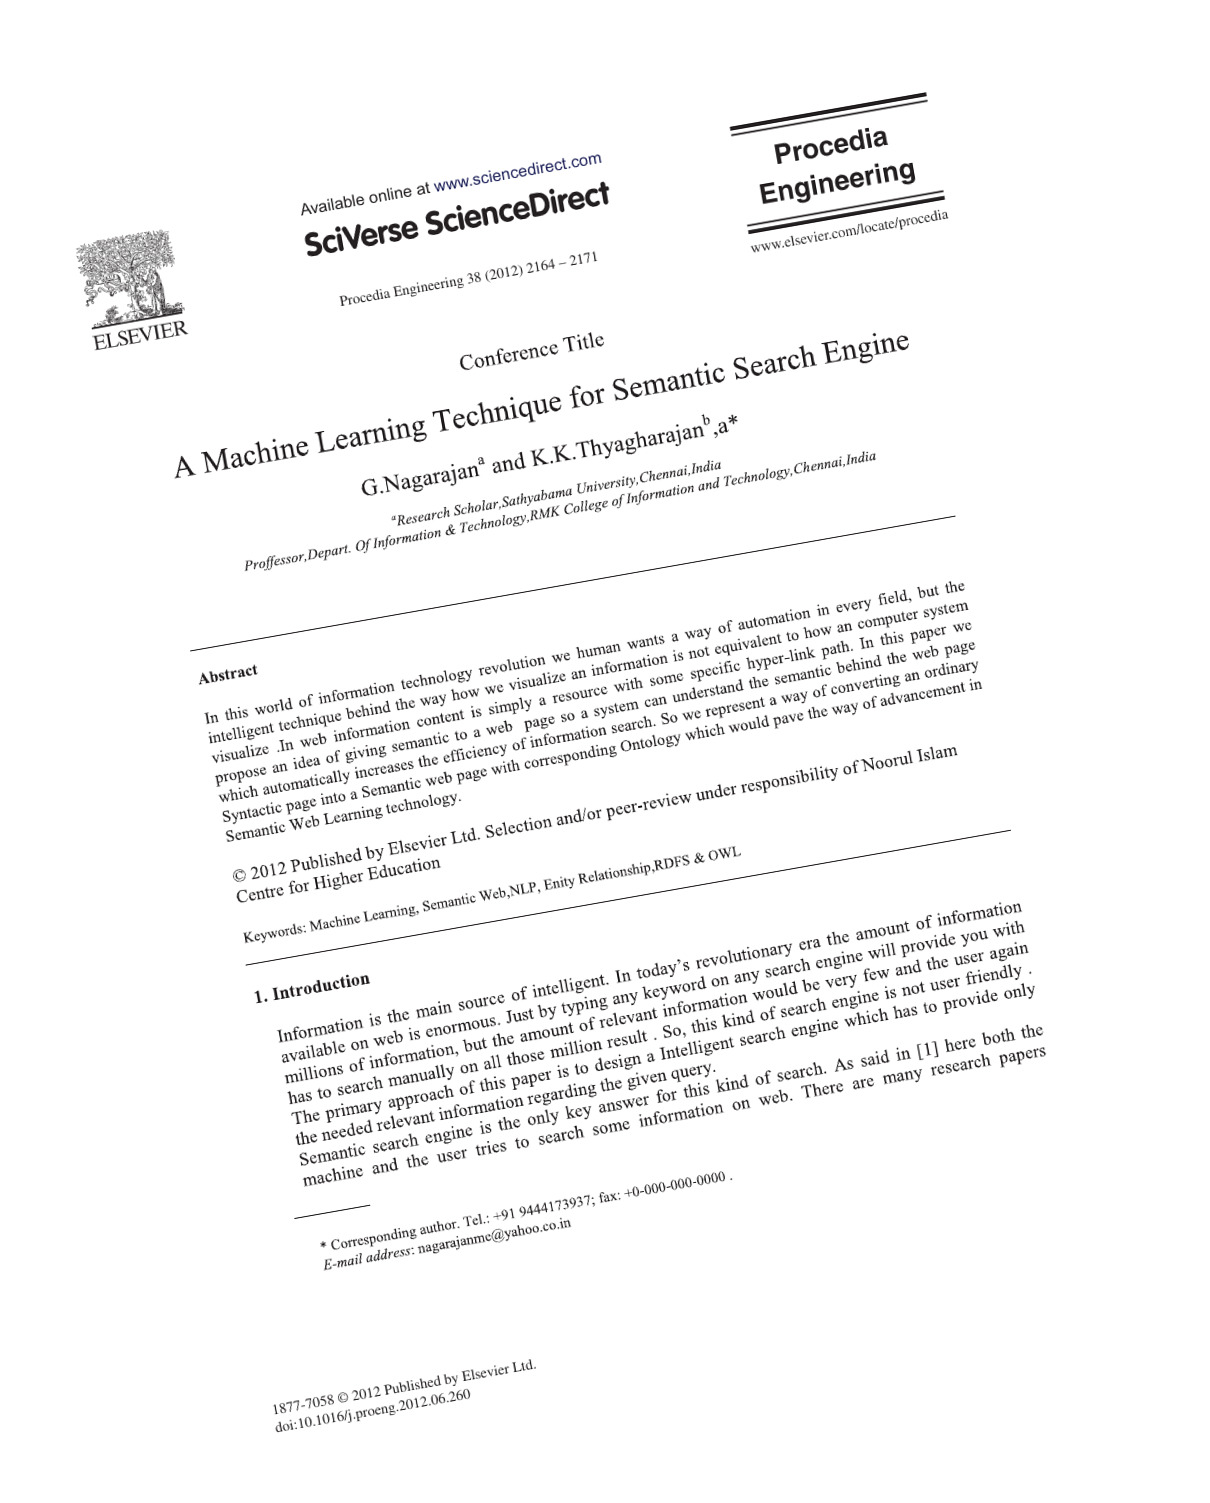 Available online at www.sciencedirect.com
SciVerse ScienceDirect
Procedia Engineering 38 (2012) 2164 – 2171
Procedia
Engineering
www.elsevier.com/locate/procedia
ELSEVIER
Conference Title
A Machine Learning Technique for Semantic Search Engine
G.Nagarajanᵃ and K.K.Thyagharajanᵇ,a*
ᵃResearch Scholar,Sathyabama University,Chennai,India
Proffessor,Depart. Of Information & Technology,RMK College of Information and Technology,Chennai,India
Abstract
In this world of information technology revolution we human wants a way of automation in every field, but the
intelligent technique behind the way how we visualize an information is not equivalent to how an computer system
visualize .In web information content is simply a resource with some specific hyper-link path. In this paper we
propose an idea of giving semantic to a web page so a system can understand the semantic behind the web page
which automatically increases the efficiency of information search. So we represent a way of converting an ordinary
Syntactic page into a Semantic web page with corresponding Ontology which would pave the way of advancement in
Semantic Web Learning technology.
© 2012 Published by Elsevier Ltd. Selection and/or peer-review under responsibility of Noorul Islam
Centre for Higher Education
Keywords: Machine Learning, Semantic Web,NLP, Enity Relationship,RDFS & OWL
1. Introduction
Information is the main source of intelligent. In today's revolutionary era the amount of information
available on web is enormous. Just by typing any keyword on any search engine will provide you with
millions of information, but the amount of relevant information would be very few and the user again
has to search manually on all those million result . So, this kind of search engine is not user friendly .
The primary approach of this paper is to design a Intelligent search engine which has to provide only
the needed relevant information regarding the given query.
Semantic search engine is the only key answer for this kind of search. As said in [1] here both the
machine and the user tries to search some information on web. There are many research papers
* Corresponding author. Tel.: +91 9444173937; fax: +0-000-000-0000 .
E-mail address: nagarajanme@yahoo.co.in
1877-7058 © 2012 Published by Elsevier Ltd.
doi:10.1016/j.proeng.2012.06.260